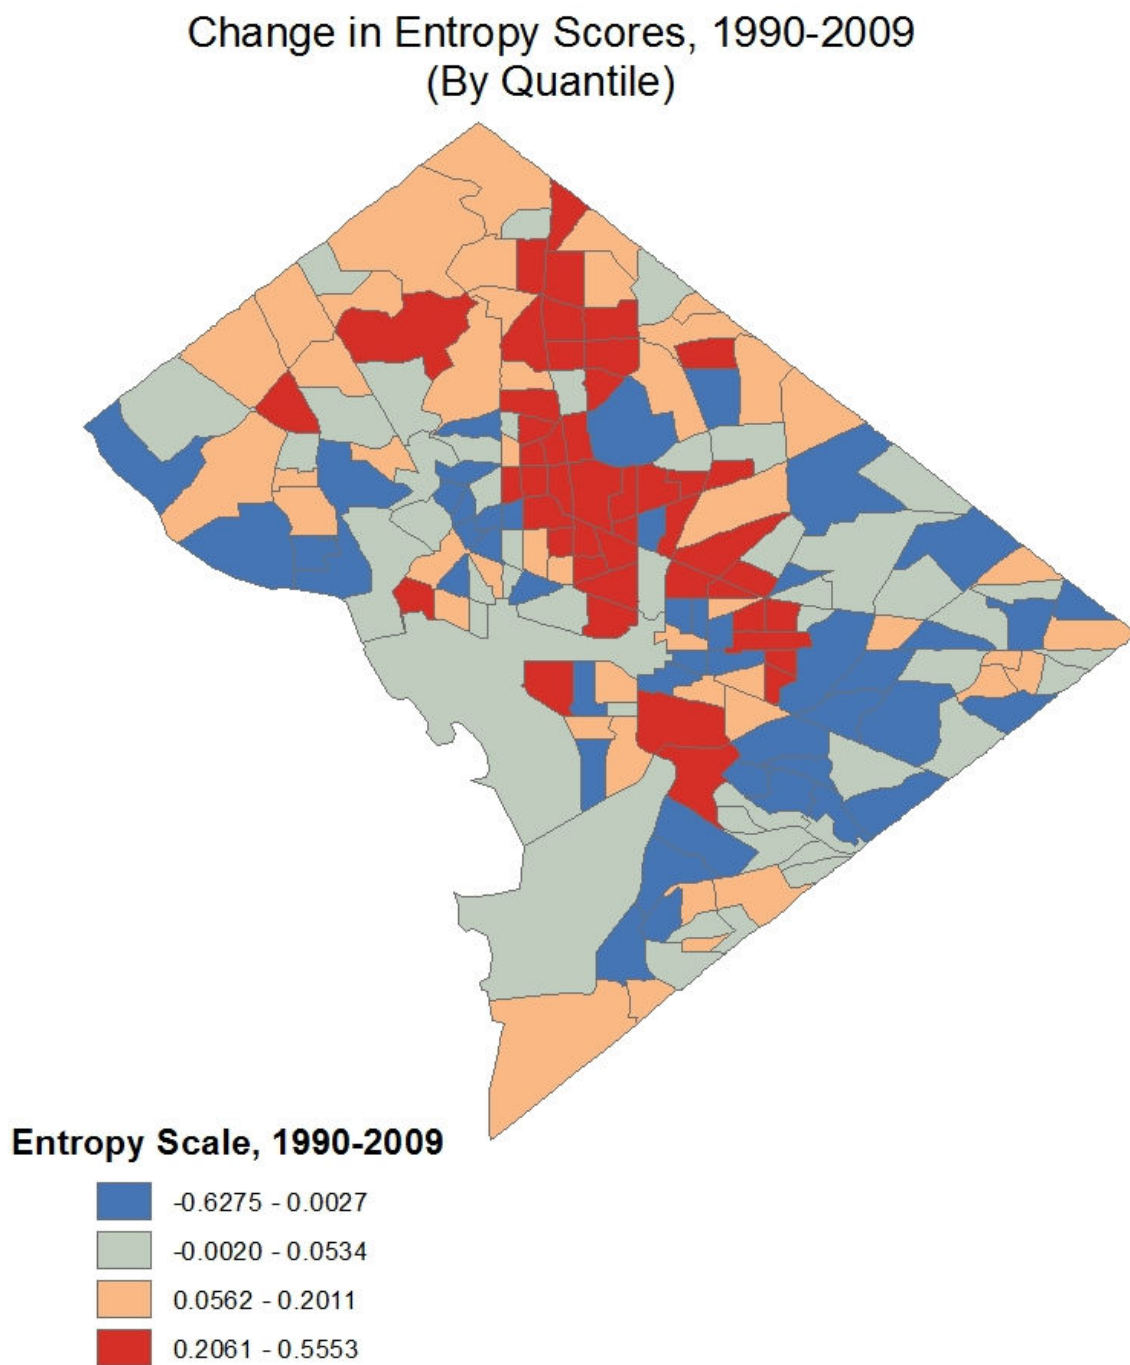 Change in Entropy Scores, 1990-2009
(By Quantile)
Entropy Scale, 1990-2009
-0.6275 - 0.0027
-0.0020 - 0.0534
0.0562 - 0.2011
0.2061 - 0.5553